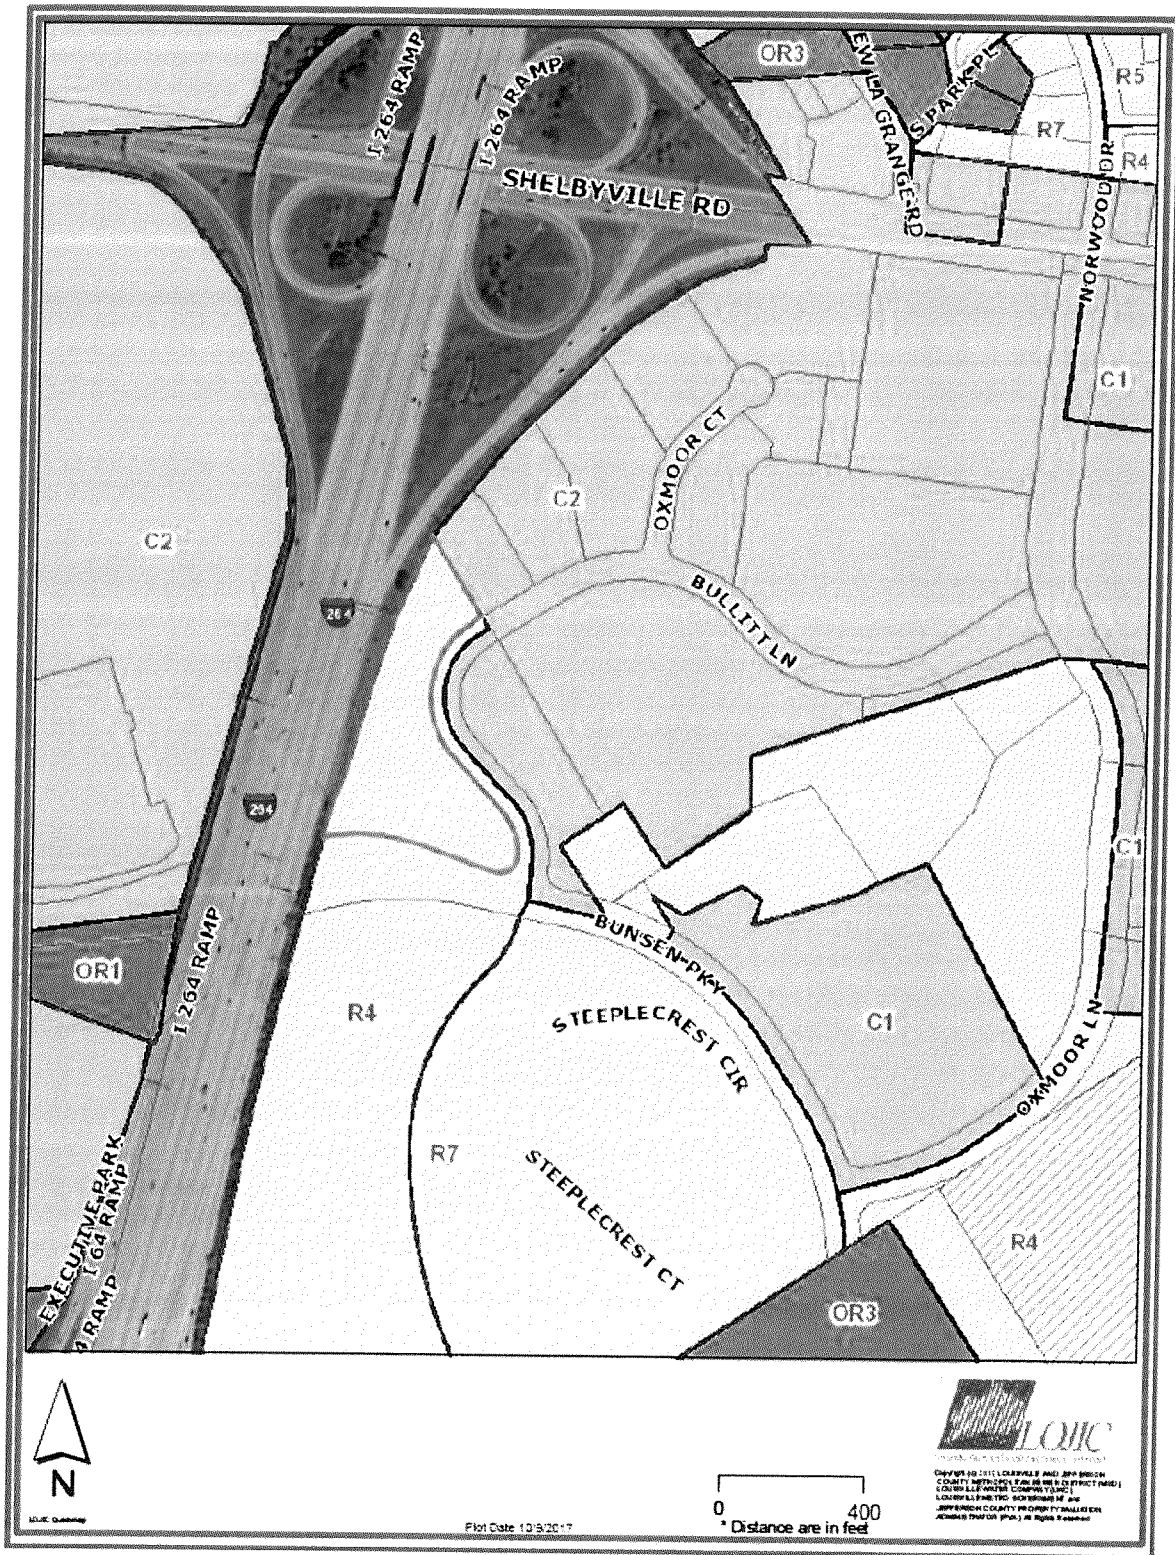 I 264 RAMP
I 264 RAMP
OR3
EW LA GRANGE RD
S PARK PL
R5
R7
R4
SHELBYVILLE RD
NORWOOD DR
C1
OXMOOR CT
C2
C2
BULLITT LN
264
264
C1
I 264 RAMP
OR1
BUNSEN PKY
R4
STEEPLECREST CIR
C1
OXMOOR LN
R7
STEEPLECREST CT
EXECUTIVE PARK
I 64 RAMP
4 RAMP
R4
OR3
N
LOJIC
0 400
* Distance are in feet
Plot Date 10/9/2017